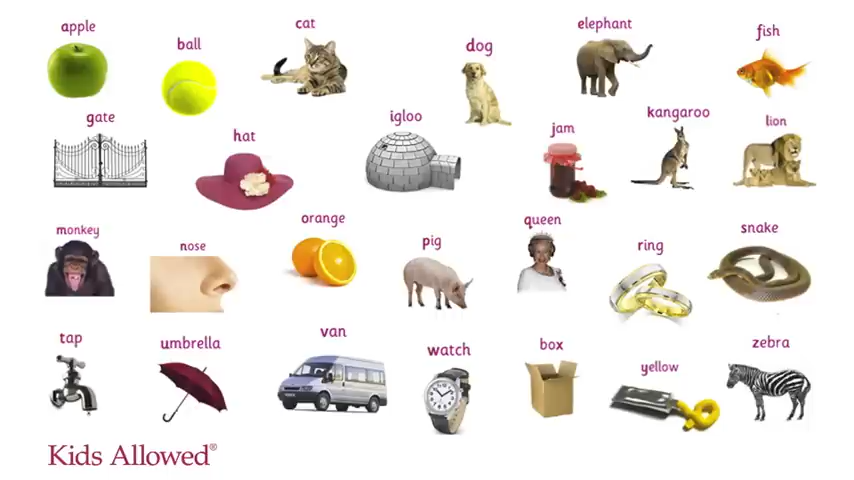 apple
ball
cat
dog
elephant
fish
gate
hat
igloo
jam
kangaroo
lion
monkey
nose
orange
pig
queen
ring
snake
tap
umbrella
van
watch
box
yellow
zebra
Kids Allowed®